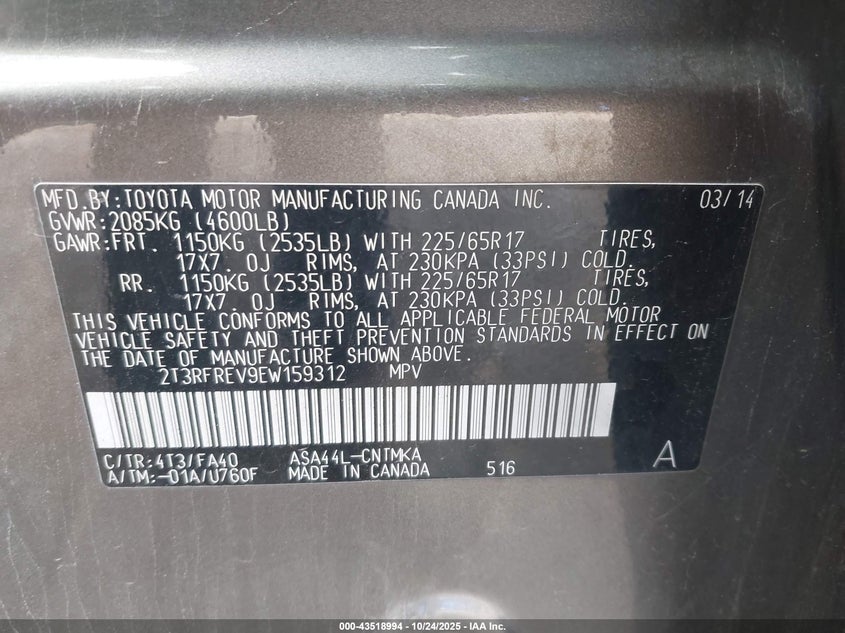 MFD.BY:TOYOTA MOTOR MANUFACTURING CANADA INC. 03/14
GVWR:2085KG (4600LB)
GAWR:FRT. 1150KG (2535LB) WITH 225/65R17 TIRES,
17X7.0J RIMS, AT 230KPA (33PSI) COLD.
RR. 1150KG (2535LB) WITH 225/65R17 TIRES,
17X7.0J RIMS, AT 230KPA (33PSI) COLD.
THIS VEHICLE CONFORMS TO ALL APPLICABLE FEDERAL MOTOR
VEHICLE SAFETY AND THEFT PREVENTION STANDARDS IN EFFECT ON
THE DATE OF MANUFACTURE SHOWN ABOVE.
2T3RFREV9EW159312 MPV
C/TR:4T3/FA40 ASA44L-CNTMKA
A/TM:-01A/U760F MADE IN CANADA 516 A
000-43518994 - 10/24/2025 - IAA Inc.